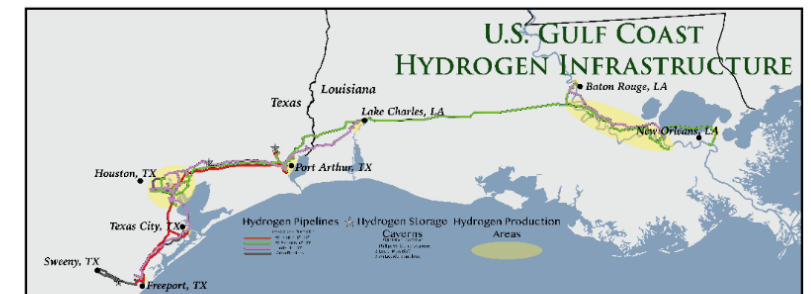 U.S. GULF COAST
HYDROGEN INFRASTRUCTURE
Baton Rouge, LA
Louisiana
Texas
Lake Charles, LA
New Orleans, LA
Port Arthur, TX
Houston, TX
Texas City, TX
Hydrogen Pipelines
Hydrogen Storage
Caverns
Hydrogen Production
Areas
Sweeny, TX
Freeport, TX